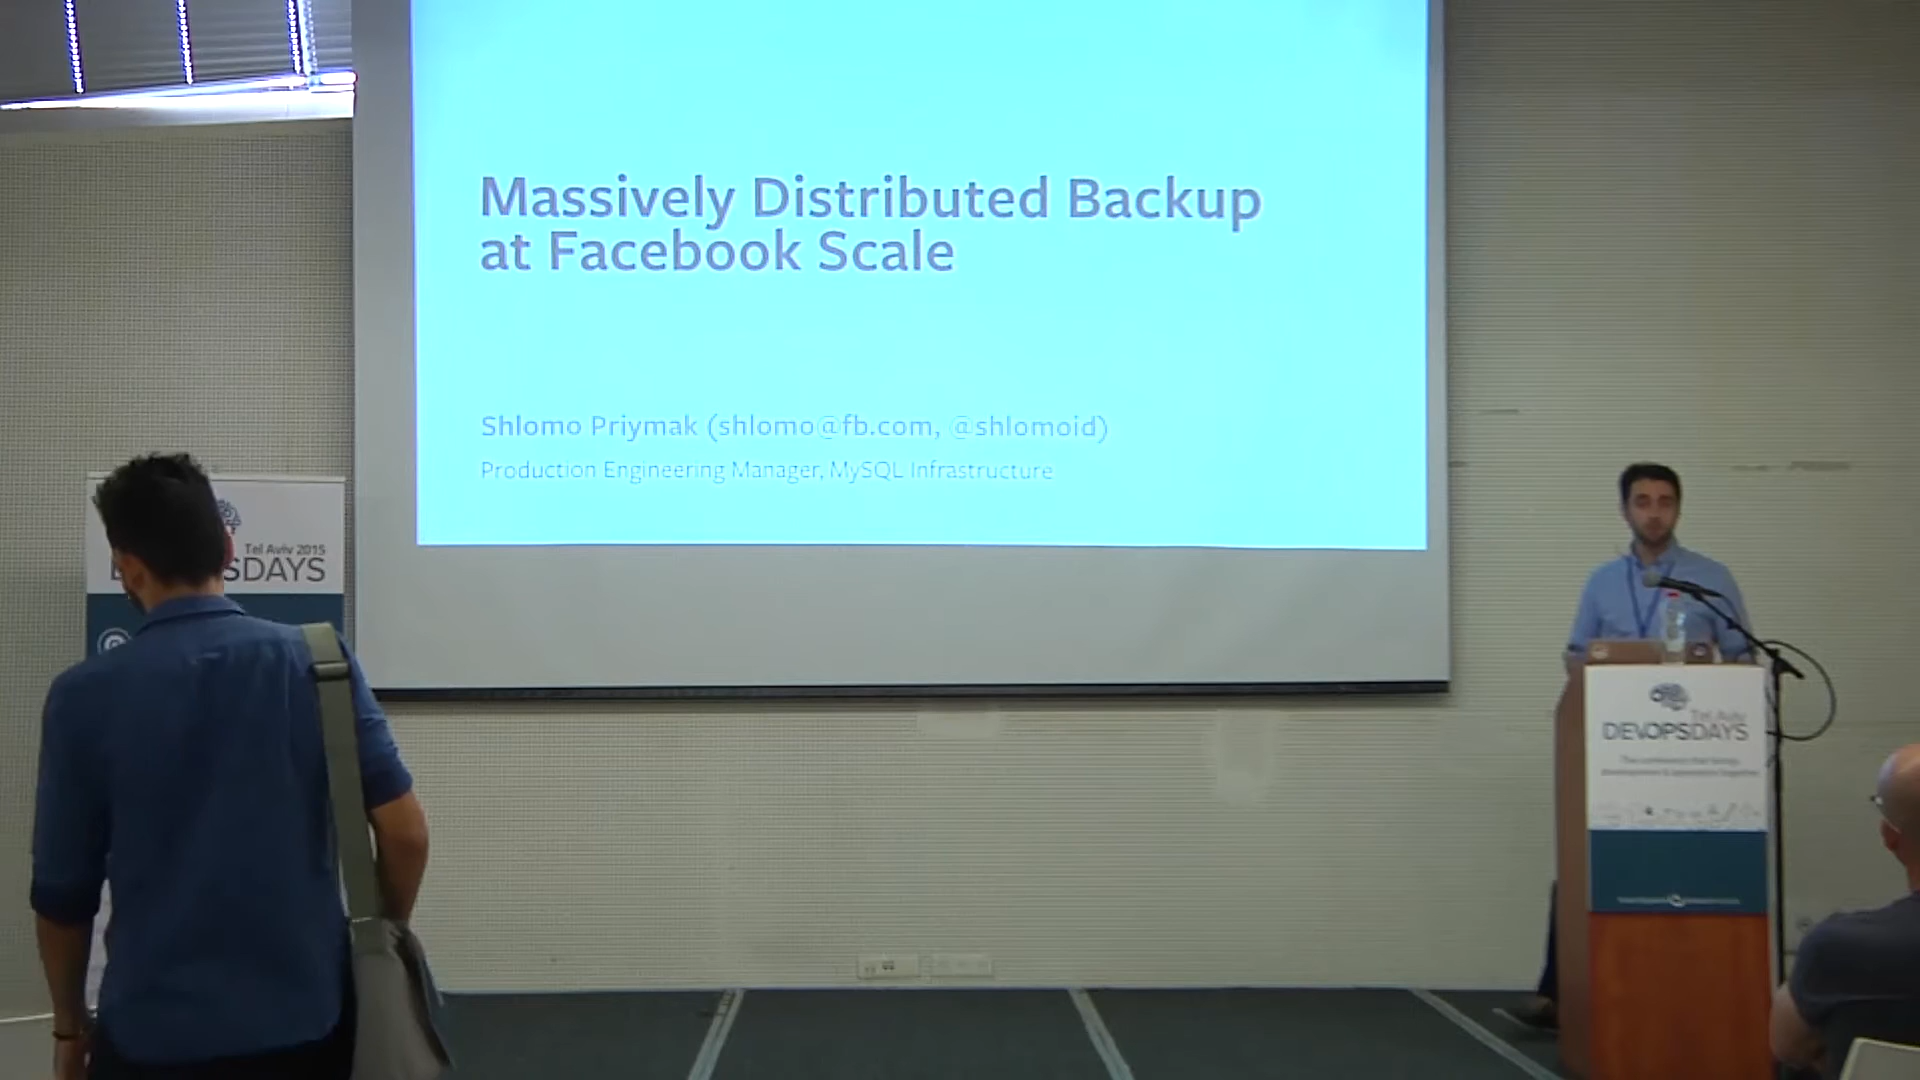 Massively Distributed Backup
at Facebook Scale
Shlomo Priymak (shlomo@fb.com, @shlomoid)
Production Engineering Manager, MySQL Infrastructure
Tel Aviv 2015
SDAYS
Tel Aviv
DEVOPSDAYS